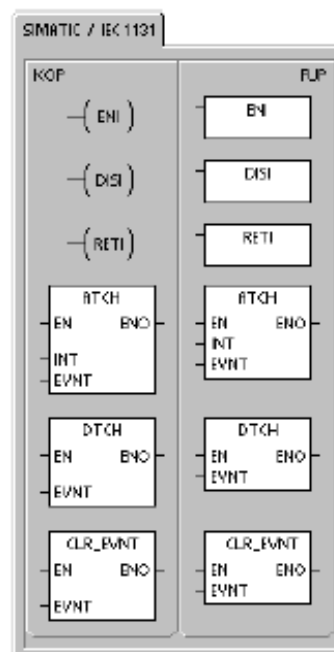 SIMATIC / IEC 1131
KOP
FUP
ENI
ENI
DISI
DISI
RETI
RETI
ATCH
EN ENO
INT
EVNT
ATCH
EN ENO
INT
EVNT
DTCH
EN ENO
EVNT
DTCH
EN ENO
EVNT
CLR_EVNT
EN ENO
EVNT
CLR_EVNT
EN ENO
EVNT